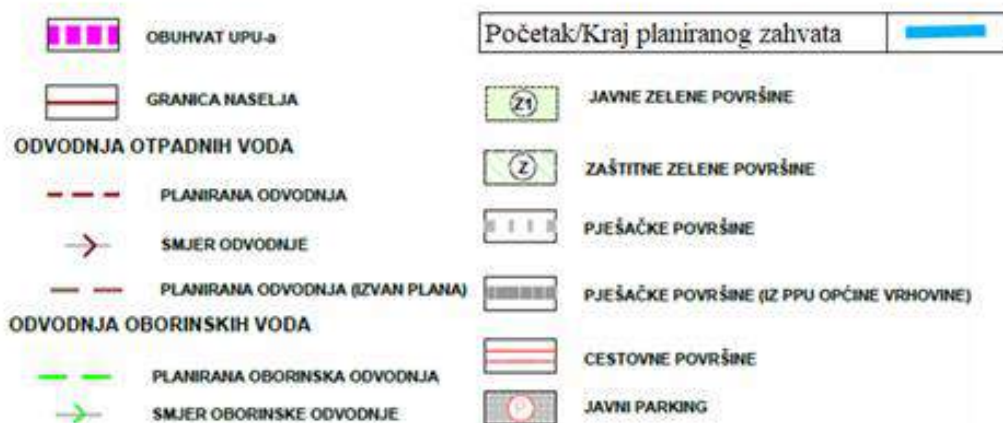 OBUHVAT UPU-a
GRANICA NASELJA
ODVODNJA OTPADNIH VODA
PLANIRANA ODVODNJA
SMJER ODVODNJE
PLANIRANA ODVODNJA (IZVAN PLANA)
ODVODNJA OBORINSKIH VODA
PLANIRANA OBORINSKA ODVODNJA
SMJER OBORINSKE ODVODNJE
Početak/Kraj planiranog zahvata
Z1 JAVNE ZELENE POVRŠINE
Z ZAŠTITNE ZELENE POVRŠINE
PJEŠAČKE POVRŠINE
PJEŠAČKE POVRŠINE (IZ PPU OPĆINE VRHOVINE)
CESTOVNE POVRŠINE
P JAVNI PARKING